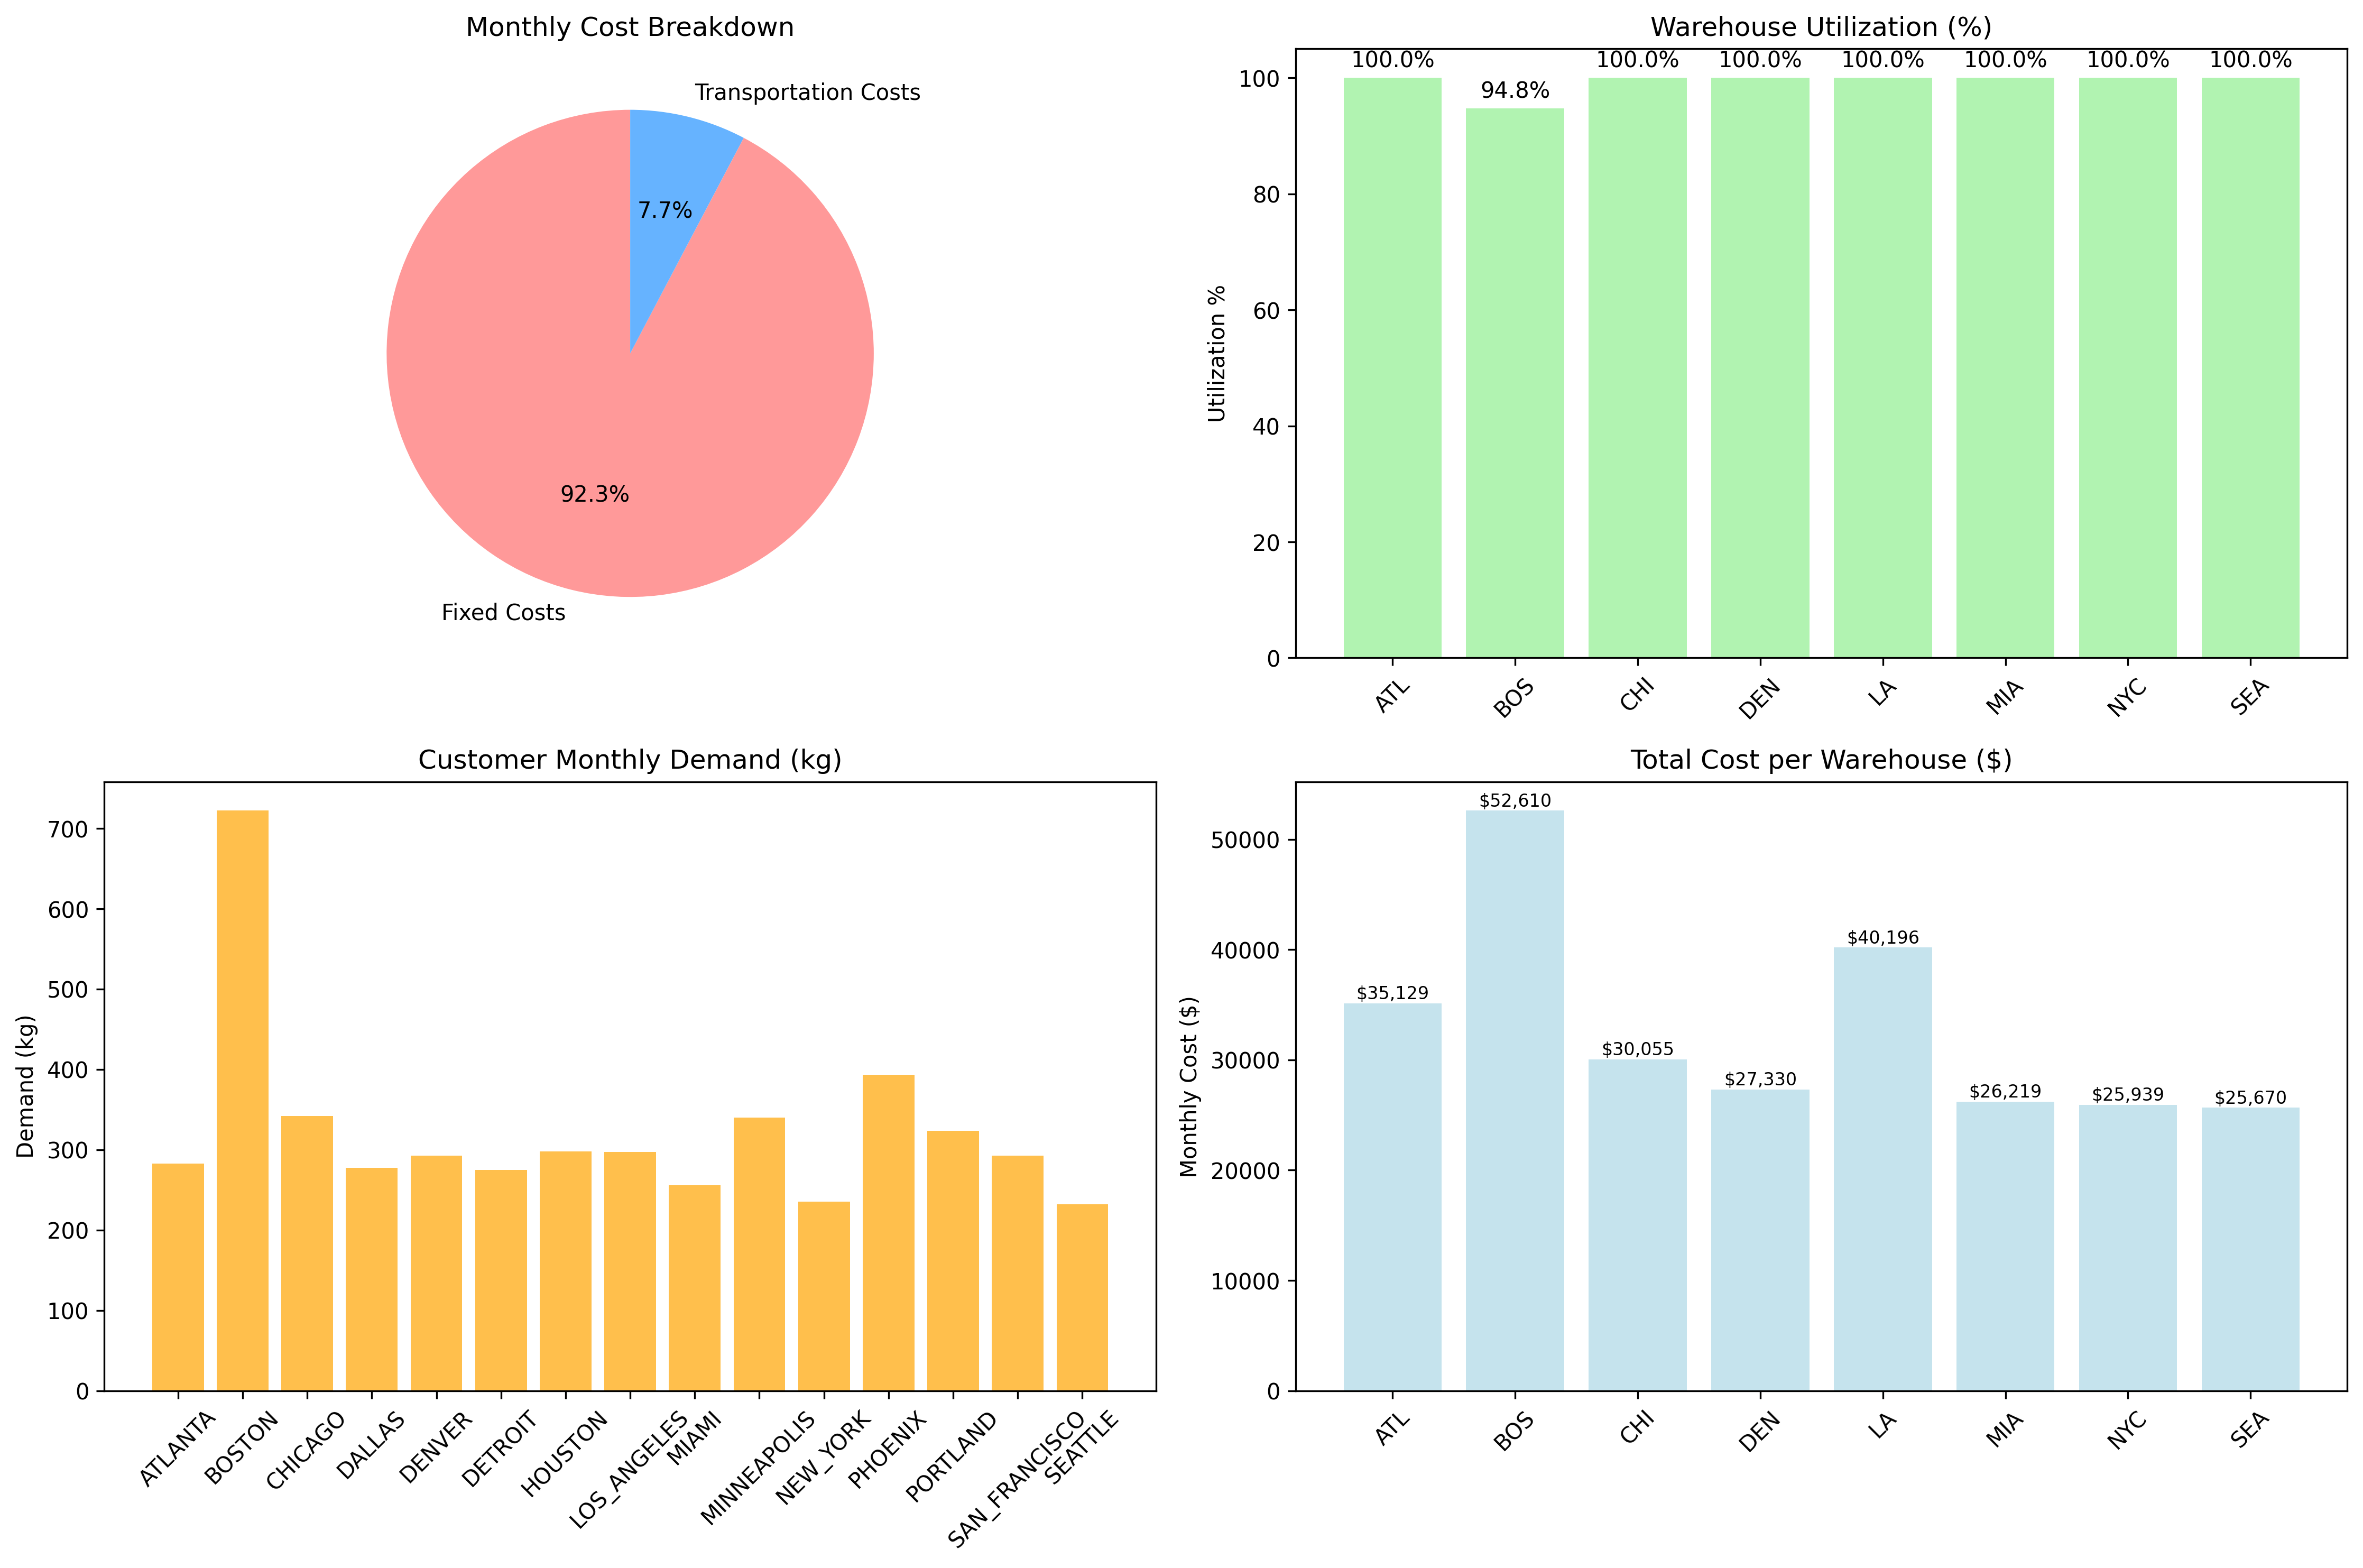 Monthly Cost Breakdown
Transportation Costs
7.7%
92.3%
Fixed Costs
Warehouse Utilization (%)
100.0% 94.8% 100.0% 100.0% 100.0% 100.0% 100.0% 100.0%
Utilization %
100
80
60
40
20
0
ATL BOS CHI DEN LA MIA NYC SEA
Customer Monthly Demand (kg)
Demand (kg)
700
600
500
400
300
200
100
0
ATLANTA BOSTON CHICAGO DALLAS DENVER DETROIT HOUSTON LOS_ANGELES MIAMI MINNEAPOLIS NEW_YORK PHOENIX PORTLAND SAN_FRANCISCO SEATTLE
Total Cost per Warehouse ($)
Monthly Cost ($)
50000
40000
30000
20000
10000
0
$35,129 $52,610 $30,055 $27,330 $40,196 $26,219 $25,939 $25,670
ATL BOS CHI DEN LA MIA NYC SEA